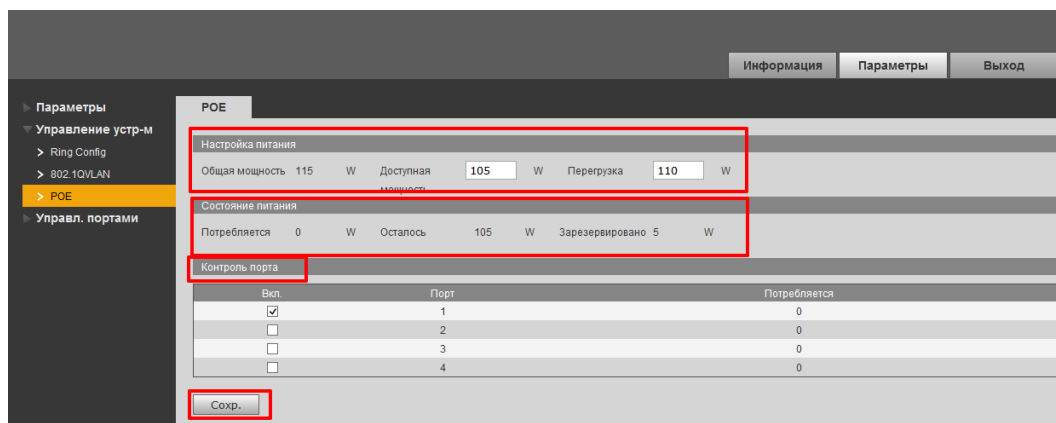 Информация Параметры Выход
Параметры
Управление устр-м
Ring Config
802.1QVLAN
POE
Управл. портами
POE
Настройка питания
Общая мощность 115 W Доступная мощность 105 W Перегрузка 110 W
Состояние питания
Потребляется 0 W Осталось 105 W Зарезервировано 5 W
Контроль порта
Вкл. Порт Потребляется
1 0
2 0
3 0
4 0
Сохр.